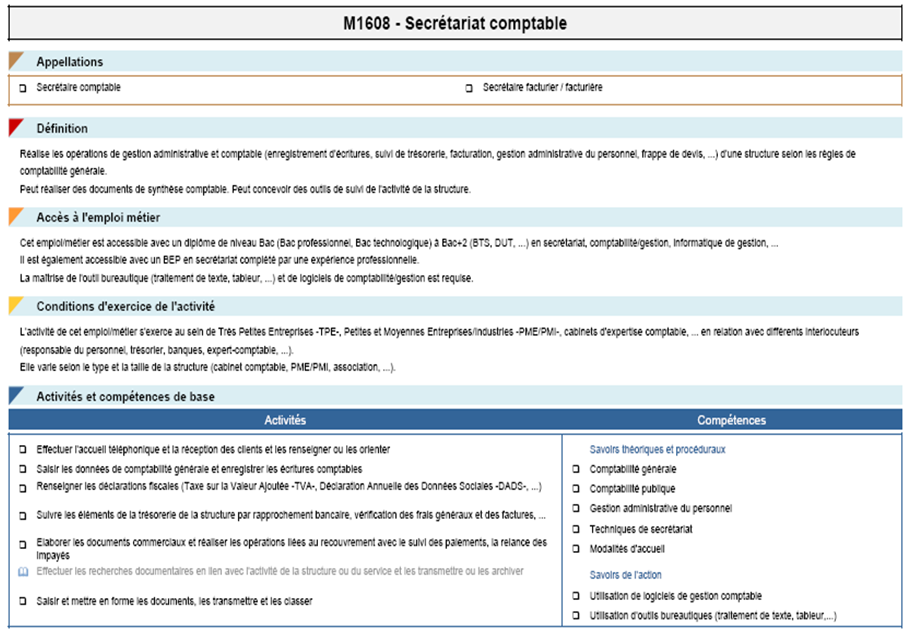 M1608 - Secrétariat comptable
Appellations
Secrétaire comptable
Secrétaire facturier / facturière
Définition
Réalise les opérations de gestion administrative et comptable (enregistrement d'écritures, suivi de trésorerie, facturation, gestion administrative du personnel, frappe de devis, ...) d'une structure selon les règles de
comptabilité générale.
Peut réaliser des documents de synthèse comptable. Peut concevoir des outils de suivi de l'activité de la structure.
Accès à l'emploi métier
Cet emploi/métier est accessible avec un diplôme de niveau Bac (Bac professionnel, Bac technologique) à Bac+2 (BTS, DUT, ...) en secrétariat, comptabilité/gestion, informatique de gestion, ...
Il est également accessible avec un BEP en secrétariat complété par une expérience professionnelle.
La maîtrise de l'outil bureautique (traitement de texte, tableur, ...) et de logiciels de comptabilité/gestion est requise.
Conditions d'exercice de l'activité
L'activité de cet emploi/métier s'exerce au sein de Très Petites Entreprises -TPE-, Petites et Moyennes Entreprises/Industries -PME/PMI-, cabinets d'expertise comptable, ... en relation avec différents interlocuteurs
(responsable du personnel, trésorier, banques, expert-comptable, ...).
Elle varie selon le type et la taille de la structure (cabinet comptable, PME/PMI, association, ...).
Activités et compétences de base
Activités
Compétences
Effectuer l'accueil téléphonique et la réception des clients et les renseigner ou les orienter
Saisir les données de comptabilité générale et enregistrer les écritures comptables
Renseigner les déclarations fiscales (Taxe sur la Valeur Ajoutée -TVA-, Déclaration Annuelle des Données Sociales -DADS-, ...)
Suivre les éléments de la trésorerie de la structure par rapprochement bancaire, vérification des frais généraux et des factures, ...
Elaborer les documents commerciaux et réaliser les opérations liées au recouvrement avec le suivi des paiements, la relance des
impayés
Effectuer les recherches documentaires en lien avec l'activité de la structure ou du service et les transmettre ou les archiver
Saisir et mettre en forme les documents, les transmettre et les classer
Savoirs théoriques et procéduraux
Comptabilité générale
Comptabilité publique
Gestion administrative du personnel
Techniques de secrétariat
Modalités d'accueil
Savoirs de l'action
Utilisation de logiciels de gestion comptable
Utilisation d'outils bureautiques (traitement de texte, tableur,...)